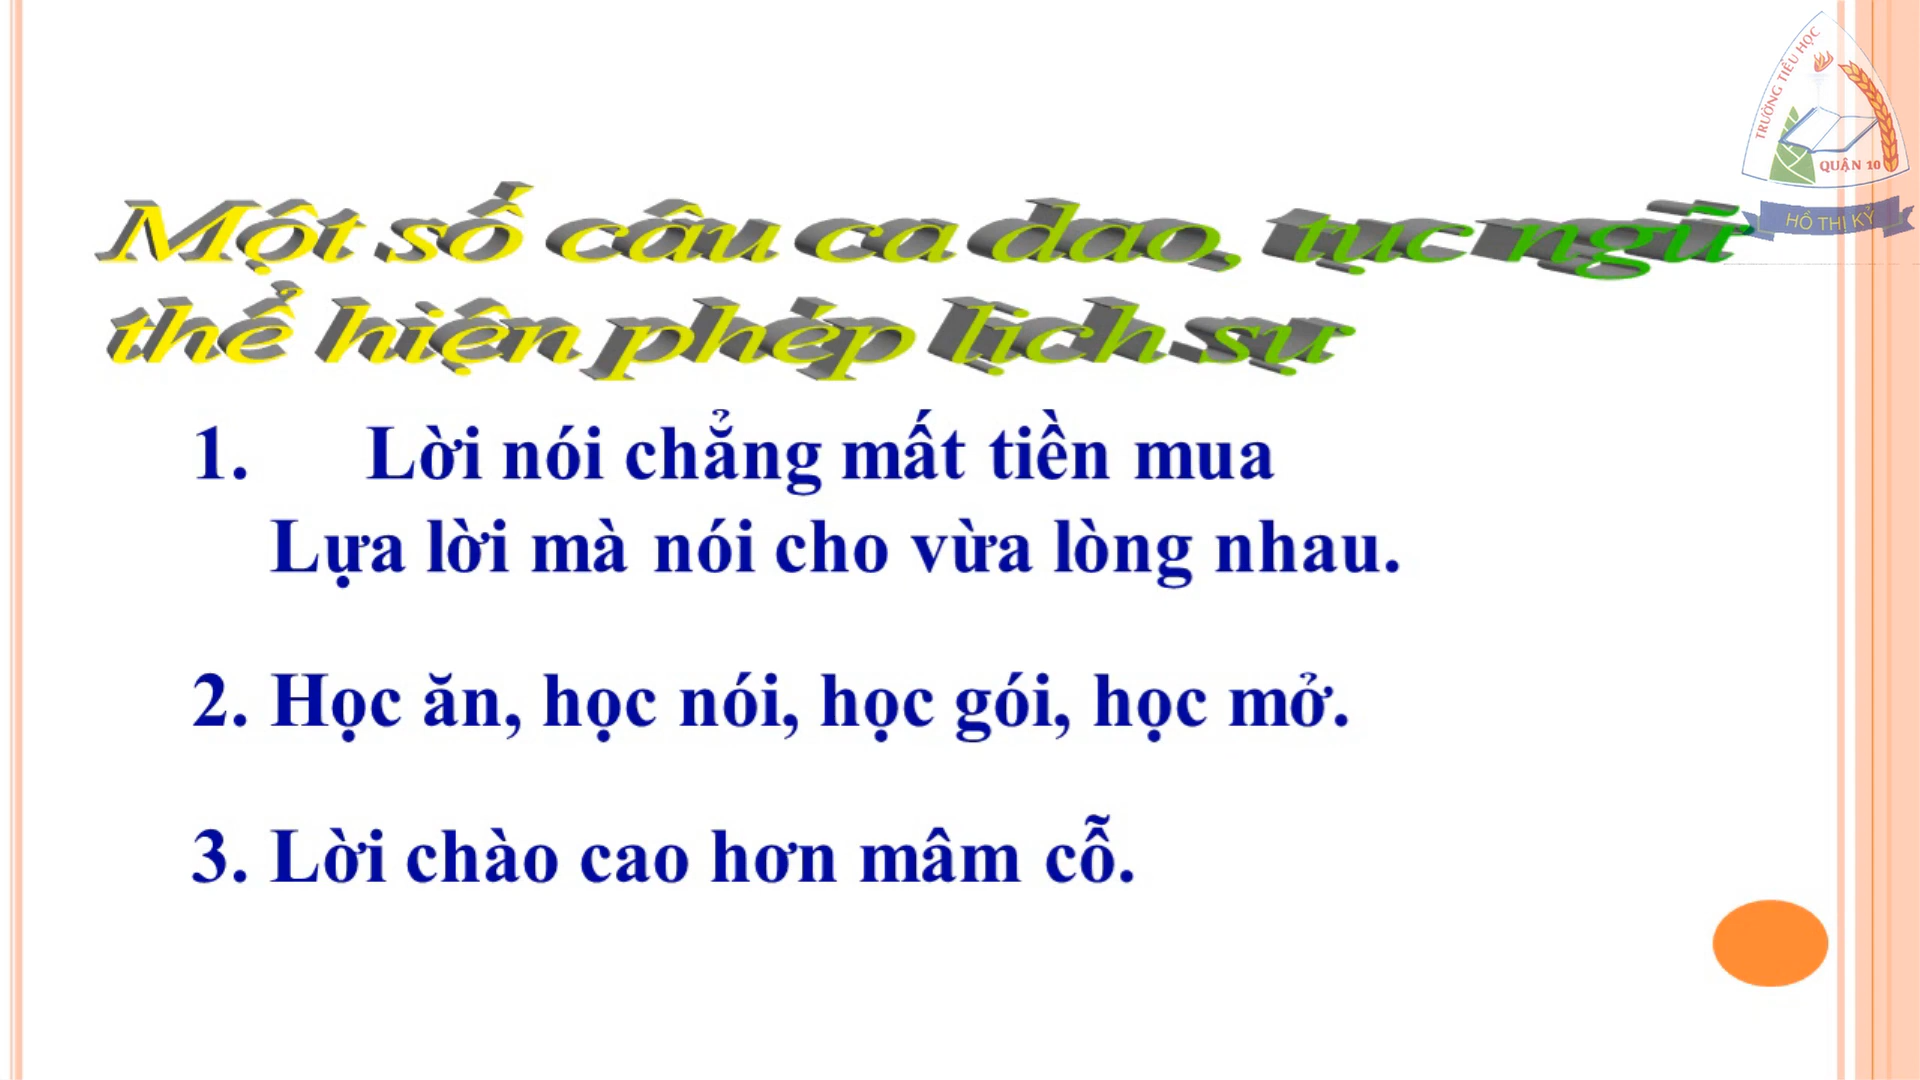 TRƯỜNG TIỂU HỌC
QUẬN 10
HỒ THỊ KỶ
Một số câu ca dao, tục ngữ
thể hiện phép lịch sự
1. Lời nói chẳng mất tiền mua
Lựa lời mà nói cho vừa lòng nhau.
2. Học ăn, học nói, học gói, học mở.
3. Lời chào cao hơn mâm cỗ.